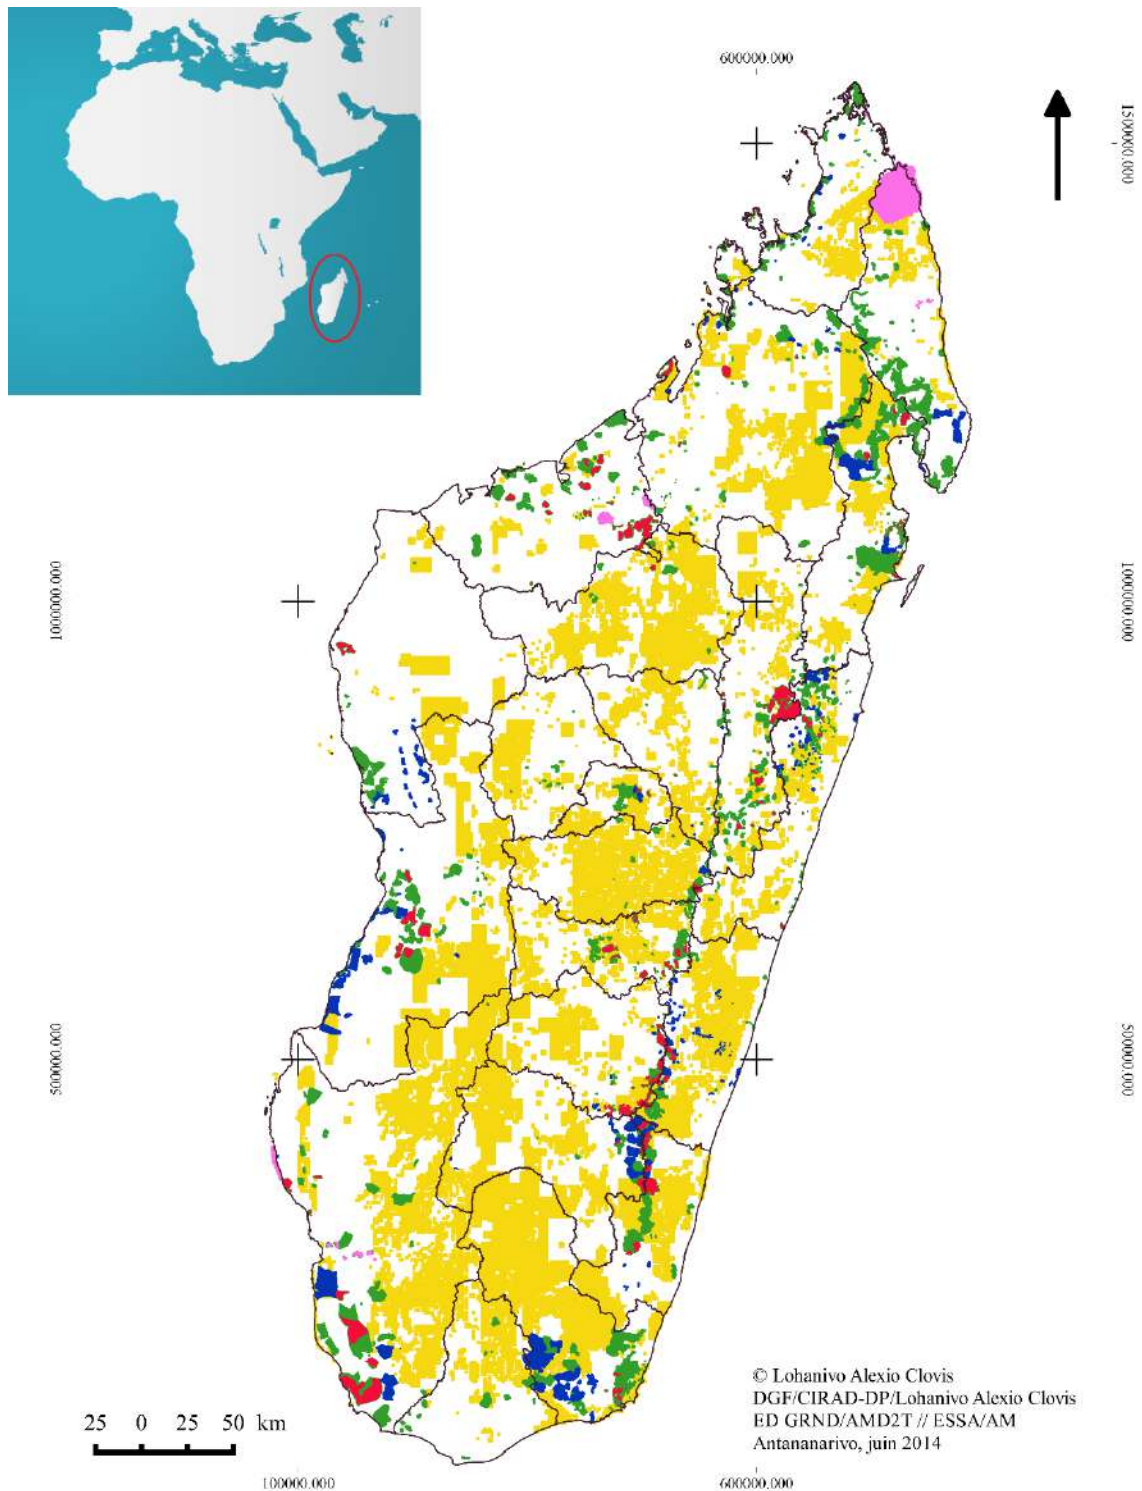 600000.000
1500000.000
1000000.000
1000000.000
500000.000
500000.000
© Lohanivo Alexio Clovis
DGF/CIRAD-DP/Lohanivo Alexio Clovis
ED GRND/AMD2T // ESSA/AM
Antananarivo, juin 2014
25 0 25 50 km
100000.000
600000.000